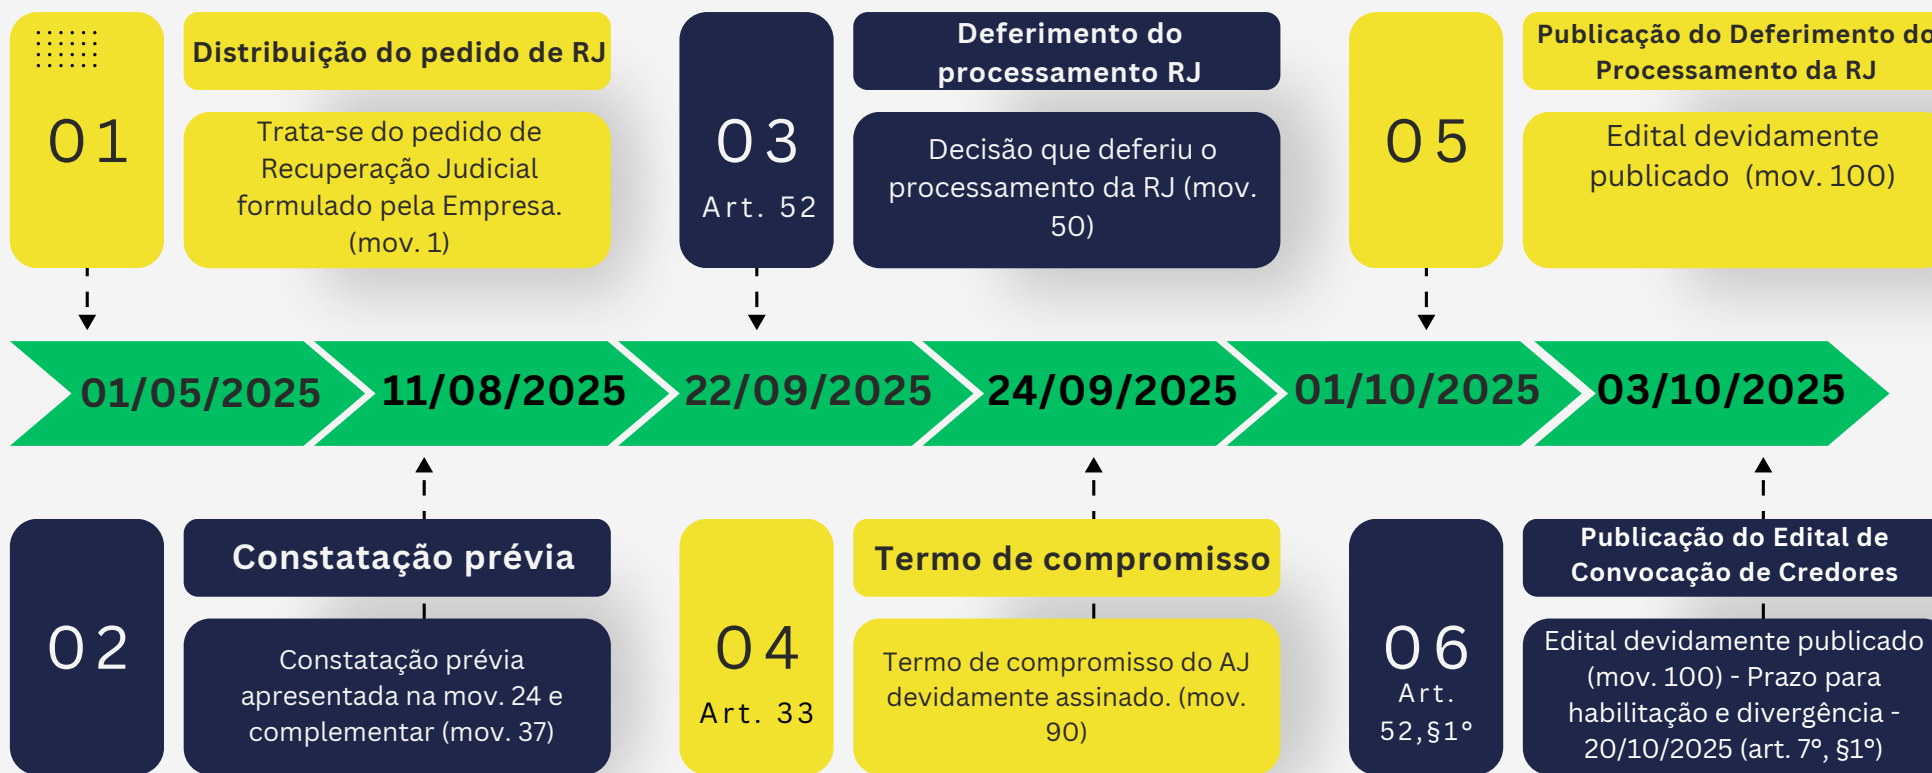 01
Distribuição do pedido de RJ
Trata-se do pedido de
Recuperação Judicial
formulado pela Empresa.
(mov. 1)
03
Art. 52
Deferimento do
processamento RJ
Decisão que deferiu o
processamento da RJ (mov.
50)
05
Publicação do Deferimento do
Processamento da RJ
Edital devidamente
publicado (mov. 100)
01/05/2025
11/08/2025
22/09/2025
24/09/2025
01/10/2025
03/10/2025
02
Constatação prévia
Constatação prévia
apresentada na mov. 24 e
complementar (mov. 37)
04
Art. 33
Termo de compromisso
Termo de compromisso do AJ
devidamente assinado. (mov.
90)
06
Art.
52,§1º
Publicação do Edital de
Convocação de Credores
Edital devidamente publicado
(mov. 100) - Prazo para
habilitação e divergência -
20/10/2025 (art. 7º, §1º)